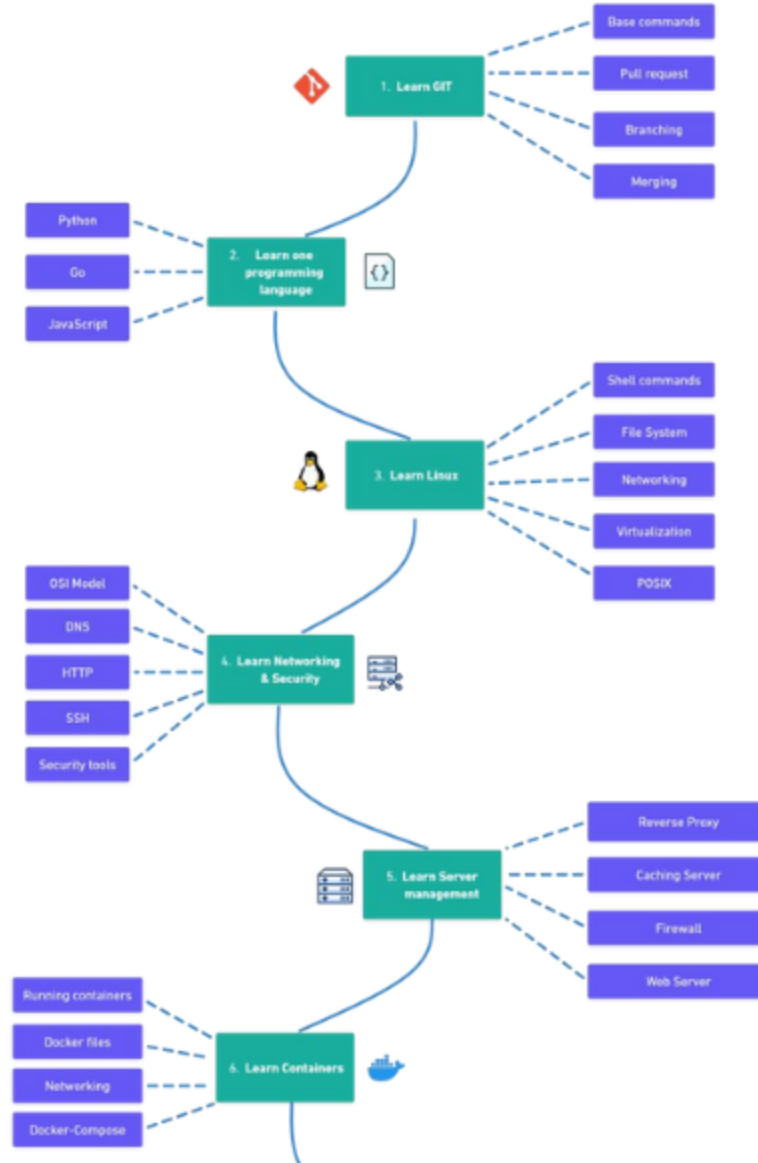 Base commands
1. Learn GIT
Pull request
Branching
Merging
Python
2. Learn one
programming
language
Go
JavaScript
Shell commands
File System
3. Learn Linux
Networking
Virtualization
POSIX
OSI Model
DNS
4. Learn Networking
& Security
HTTP
SSH
Security tools
Reverse Proxy
5. Learn Server
management
Caching Server
Firewall
Web Server
Running containers
Docker files
6. Learn Containers
Networking
Docker-Compose